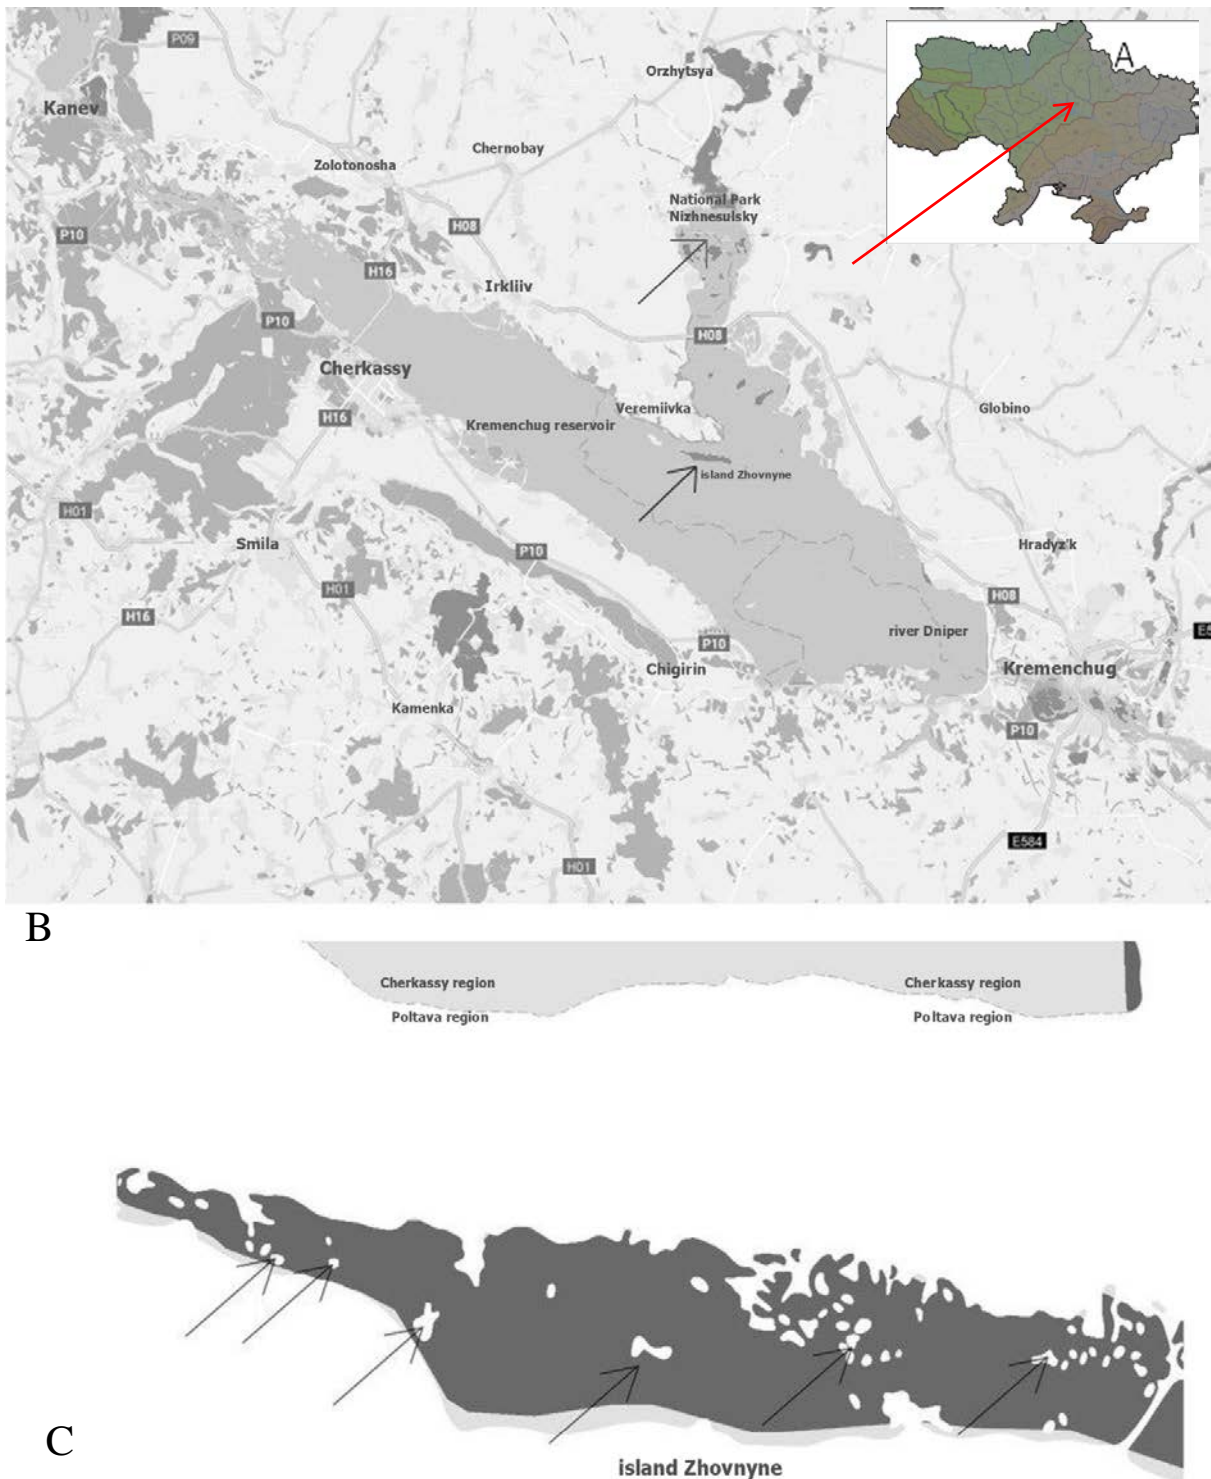 P09
A
Orzhytsya
Kanev
Chernobay
Zolotonosha
National Park
Nizhnesulsky
P10
H08
H16
Irkliiv
P10
H08
Cherkassy
H16
Veremiivka
Globino
Kremenchug reservoir
island Zhovnyne
H01
Smila
P10
Hradyz'k
H01
H08
H16
river Dniper
E5
P10
Chigirin
Kremenchug
Kamenka
P10
E584
H01
B
Cherkassy region
Cherkassy region
Poltava region
Poltava region
C
island Zhovnyne